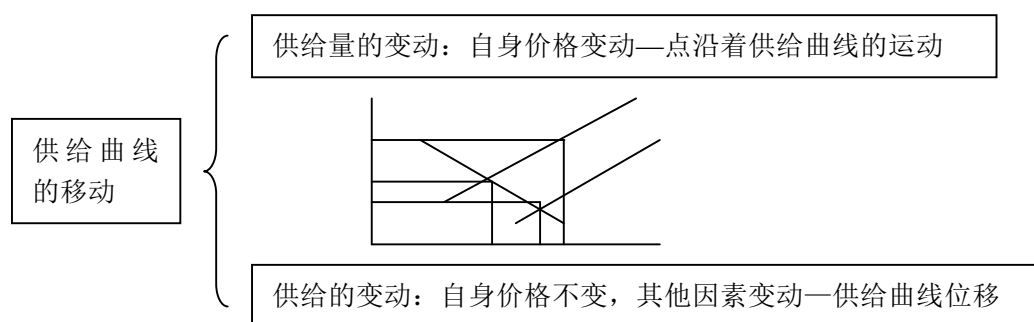 供给量的变动：自身价格变动—点沿着供给曲线的运动
供给曲线
的移动
供给的变动：自身价格不变，其他因素变动—供给曲线位移